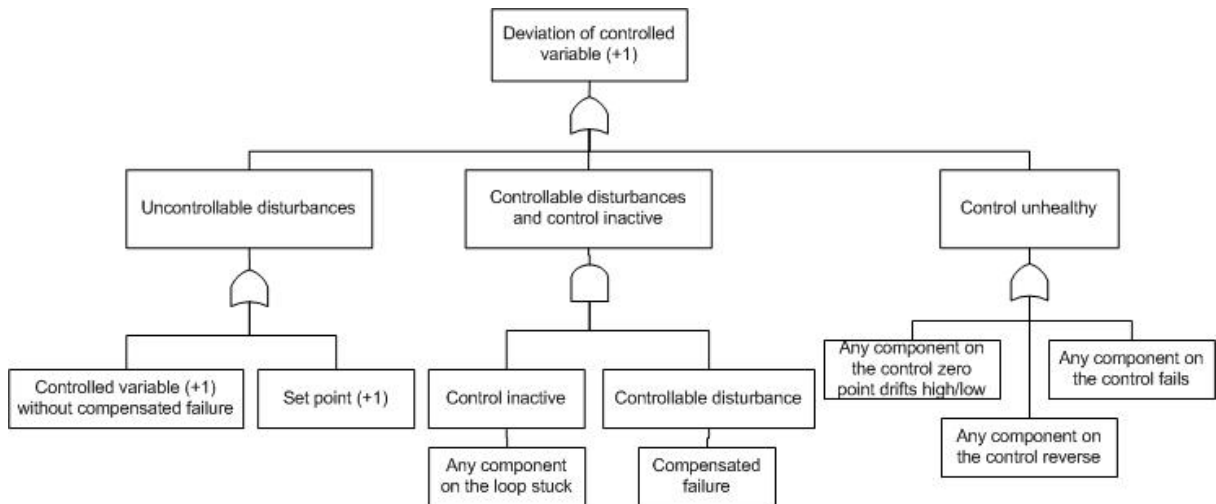 Deviation of controlled
variable (+1)
Uncontrollable disturbances
Controllable disturbances
and control inactive
Control unhealthy
Controlled variable (+1)
without compensated failure
Set point (+1)
Control inactive
Controllable disturbance
Any component on
the control zero
point drifts high/low
Any component on
the control fails
Any component
on the loop stuck
Compensated
failure
Any component on
the control reverse